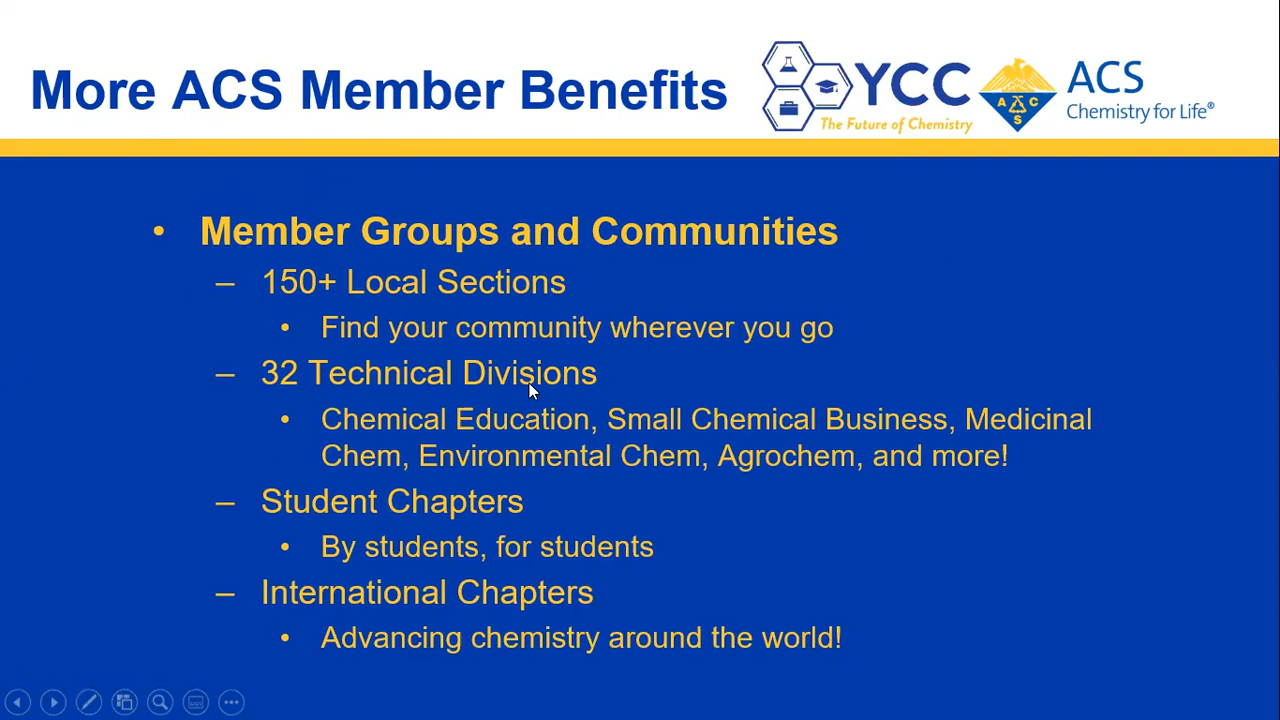 More ACS Member Benefits
YCC
The Future of Chemistry
A C S
ACS
Chemistry for Life®
• Member Groups and Communities
– 150+ Local Sections
• Find your community wherever you go
– 32 Technical Divisions
• Chemical Education, Small Chemical Business, Medicinal
Chem, Environmental Chem, Agrochem, and more!
– Student Chapters
• By students, for students
– International Chapters
• Advancing chemistry around the world!